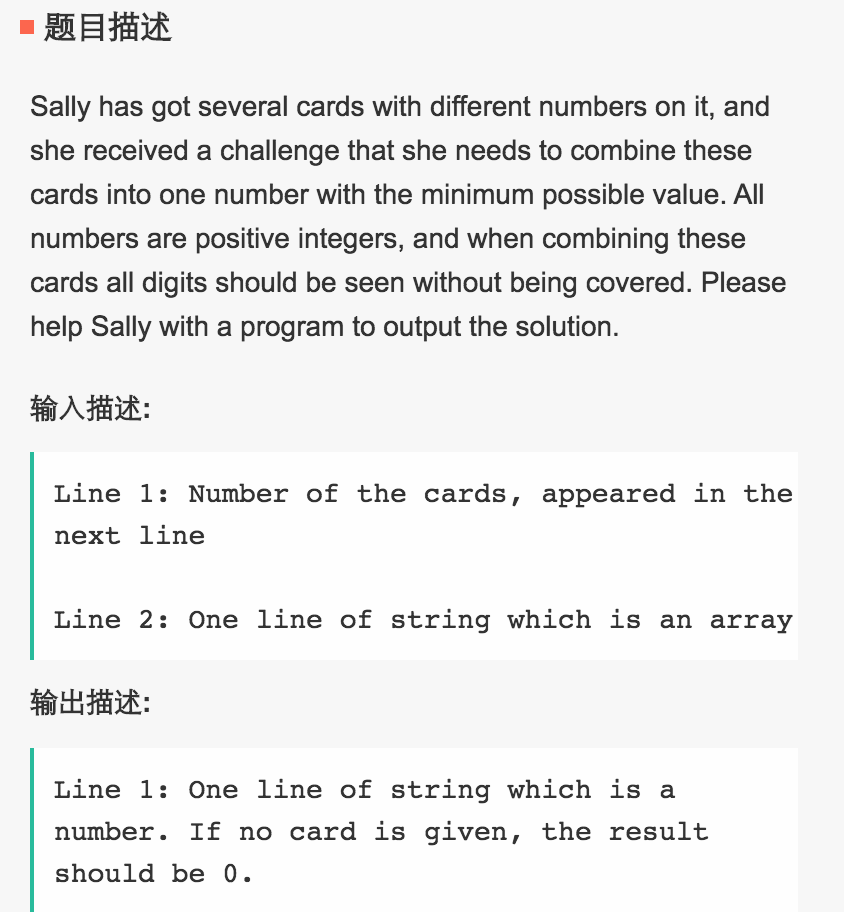 题目描述
Sally has got several cards with different numbers on it, and
she received a challenge that she needs to combine these
cards into one number with the minimum possible value. All
numbers are positive integers, and when combining these
cards all digits should be seen without being covered. Please
help Sally with a program to output the solution.
输入描述:
Line 1: Number of the cards, appeared in the
next line
Line 2: One line of string which is an array
输出描述:
Line 1: One line of string which is a
number. If no card is given, the result
should be 0.